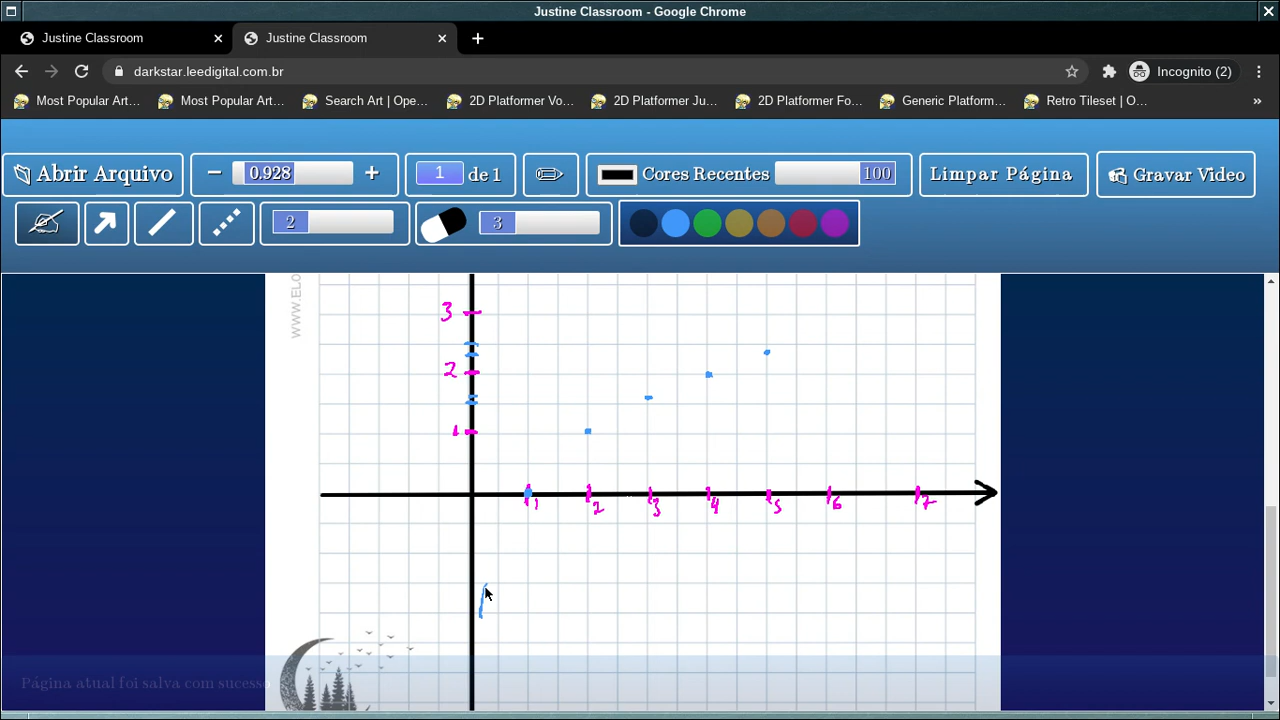 Justine Classroom - Google Chrome
Justine Classroom
Justine Classroom
darkstar.leedigital.com.br
Incognito (2)
Most Popular Art...
Most Popular Art...
Search Art | Ope...
2D Platformer Vo...
2D Platformer Ju...
2D Platformer Fo...
Generic Platform...
Retro Tileset | O...
»
Abrir Arquivo
− 0.928 +
1 de 1
Cores Recentes 100
Limpar Página
Gravar Video
2
3
WWW.ELO
3
2
1
1 2 3 4 5 6 7
Página atual foi salva com sucesso